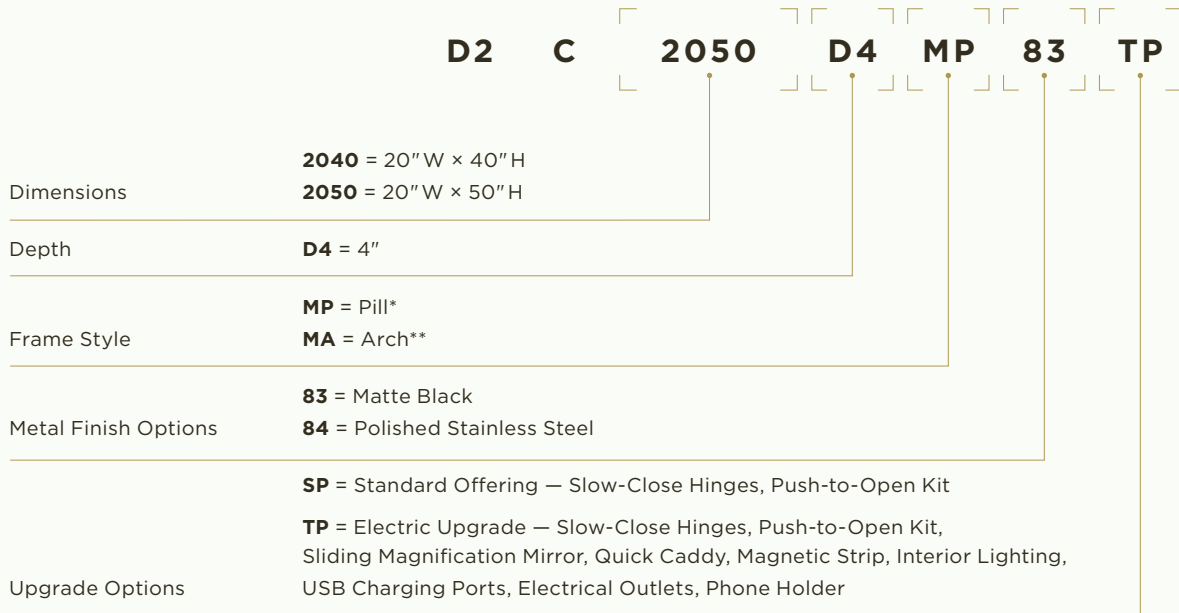 D2 C 2050 D4 MP 83 TP
2040 = 20"W × 40"H
Dimensions 2050 = 20"W × 50"H
Depth D4 = 4"
MP = Pill*
Frame Style MA = Arch**
83 = Matte Black
Metal Finish Options 84 = Polished Stainless Steel
SP = Standard Offering — Slow-Close Hinges, Push-to-Open Kit
TP = Electric Upgrade — Slow-Close Hinges, Push-to-Open Kit,
Sliding Magnification Mirror, Quick Caddy, Magnetic Strip, Interior Lighting,
Upgrade Options USB Charging Ports, Electrical Outlets, Phone Holder